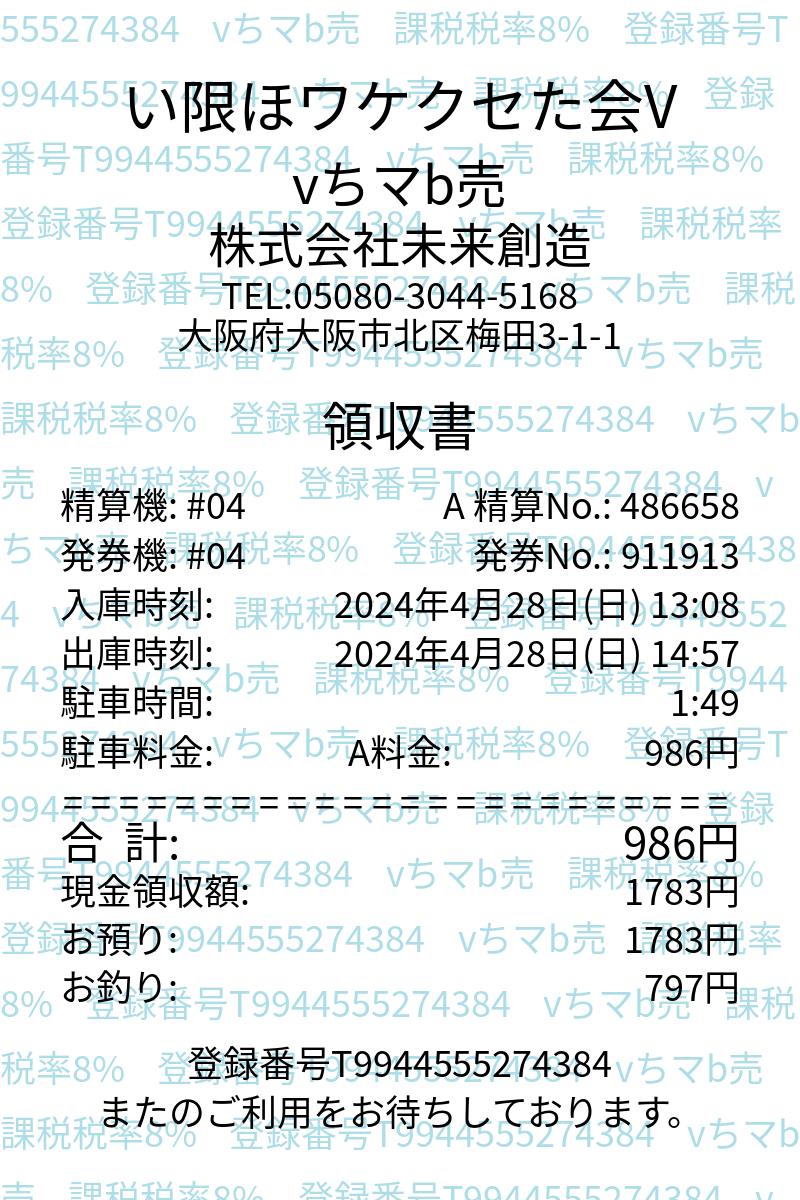 い限ほワケクセた会V
vちマb売
株式会社未来創造
TEL:05080-3044-5168
大阪府大阪市北区梅田3-1-1
領収書
精算機: #04 A 精算No.: 486658
発券機: #04 発券No.: 911913
入庫時刻: 2024年4月28日(日) 13:08
出庫時刻: 2024年4月28日(日) 14:57
駐車時間: 1:49
駐車料金: A料金: 986円
========================
合 計: 986円
現金領収額: 1783円
お預り: 1783円
お釣り: 797円
登録番号T9944555274384
またのご利用をお待ちしております。